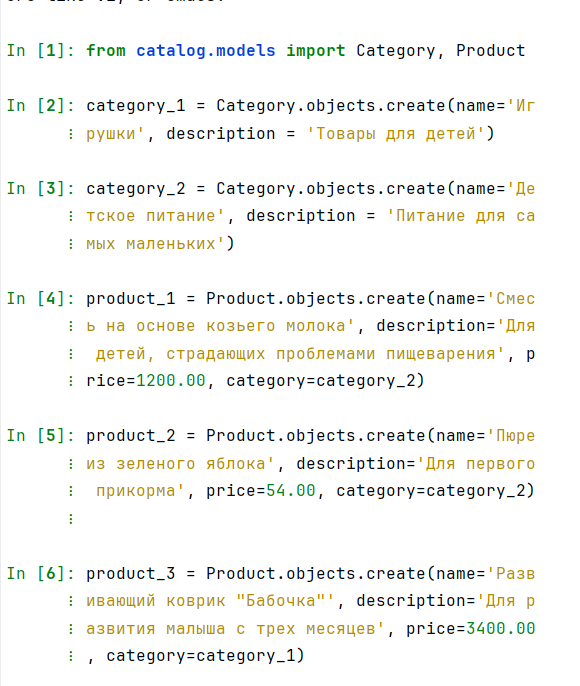 In [1]: from catalog.models import Category, Product
In [2]: category_1 = Category.objects.create(name='Иг
⋮ рушки', description = 'Товары для детей')
In [3]: category_2 = Category.objects.create(name='Де
⋮ тское питание', description = 'Питание для са
⋮ мых маленьких')
In [4]: product_1 = Product.objects.create(name='Смес
⋮ ь на основе козьего молока', description='Для
⋮  детей, страдающих проблемами пищеварения', p
⋮ rice=1200.00, category=category_2)
In [5]: product_2 = Product.objects.create(name='Пюре
⋮ из зеленого яблока', description='Для первого
⋮  прикорма', price=54.00, category=category_2)
⋮
In [6]: product_3 = Product.objects.create(name='Разв
⋮ ивающий коврик "Бабочка"', description='Для р
⋮ азвития малыша с трех месяцев', price=3400.00
⋮ , category=category_1)